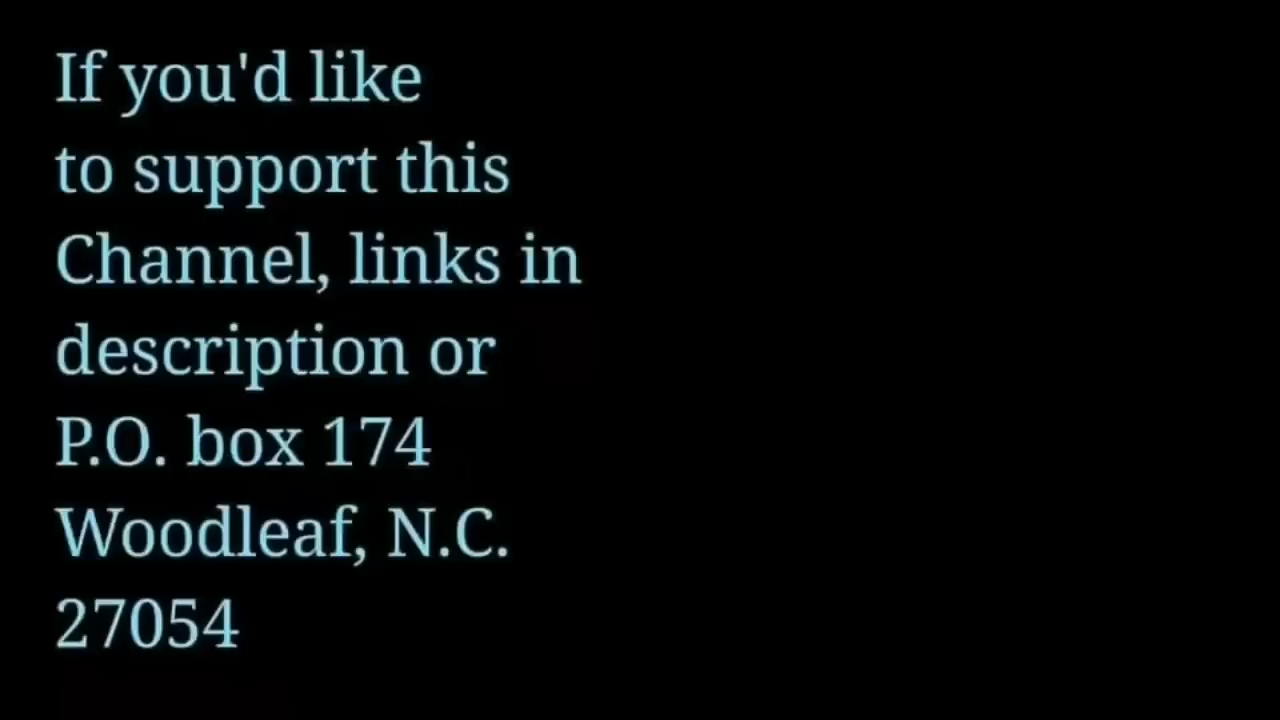 If you'd like
to support this
Channel, links in
description or
P.O. box 174
Woodleaf, N.C.
27054